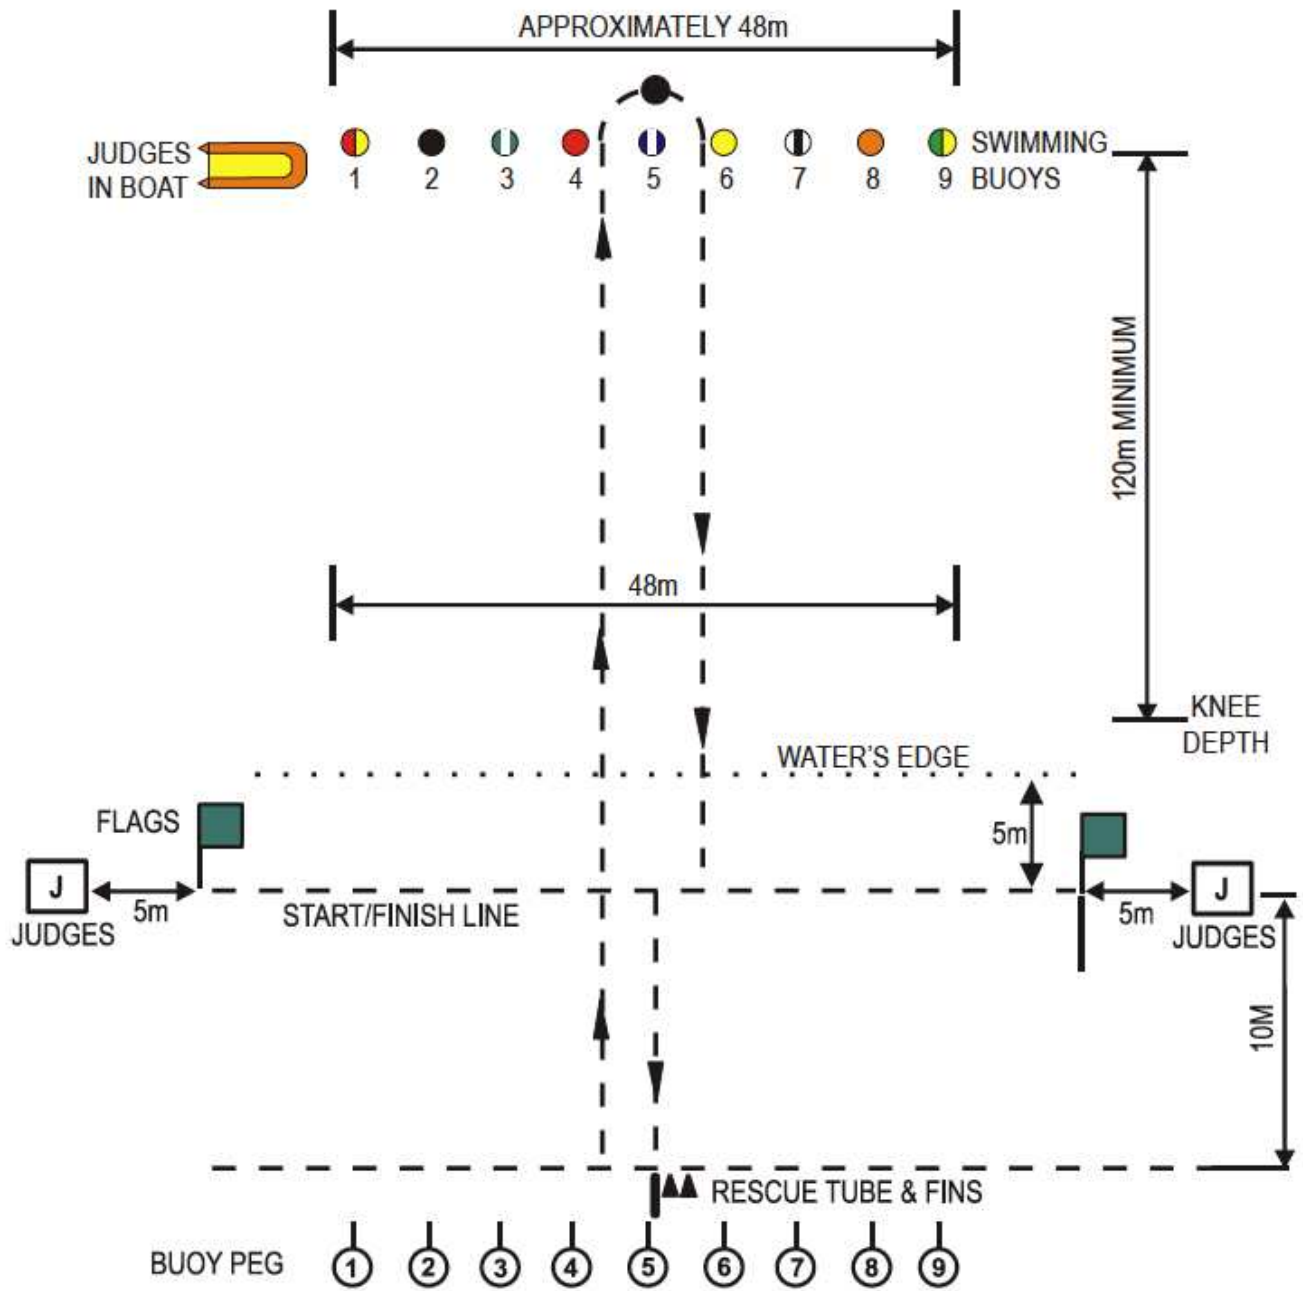 APPROXIMATELY 48m
JUDGES
IN BOAT
1 2 3 4 5 6 7 8 9
SWIMMING
BUOYS
120m MINIMUM
48m
KNEE
DEPTH
WATER'S EDGE
FLAGS
5m
J
5m
JUDGES
START/FINISH LINE
5m
J
JUDGES
10M
RESCUE TUBE & FINS
BUOY PEG
1 2 3 4 5 6 7 8 9